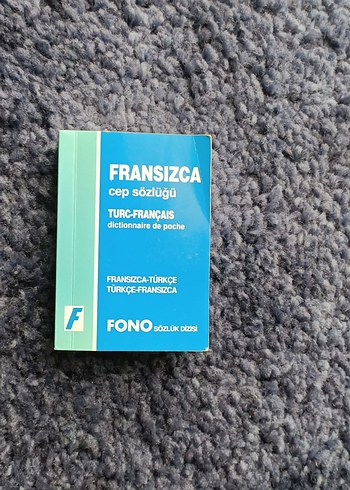 FRANSIZCA
cep sözlüğü
TURC-FRANÇAIS
dictionnaire de poche
FRANSIZCA-TÜRKÇE
TÜRKÇE-FRANSIZCA
F
FONO SÖZLÜK DİZİSİ